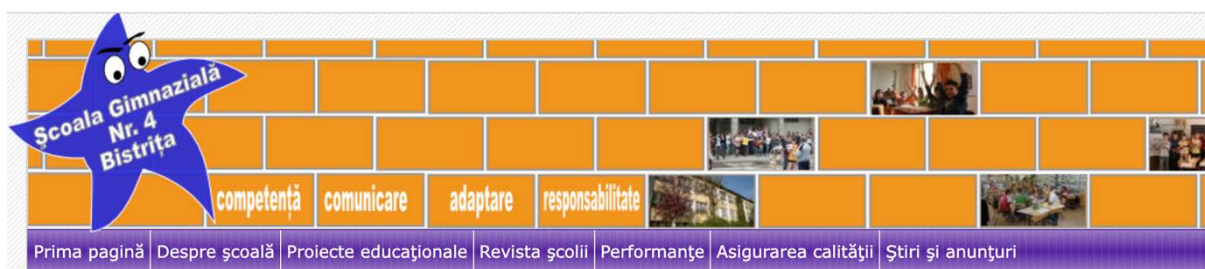 Şcoala Gimnazială
Nr. 4
Bistriţa
competenţă comunicare adaptare responsabilitate
Prima pagină Despre şcoală Proiecte educaţionale Revista şcolii Performanţe Asigurarea calităţii Ştiri şi anunţuri